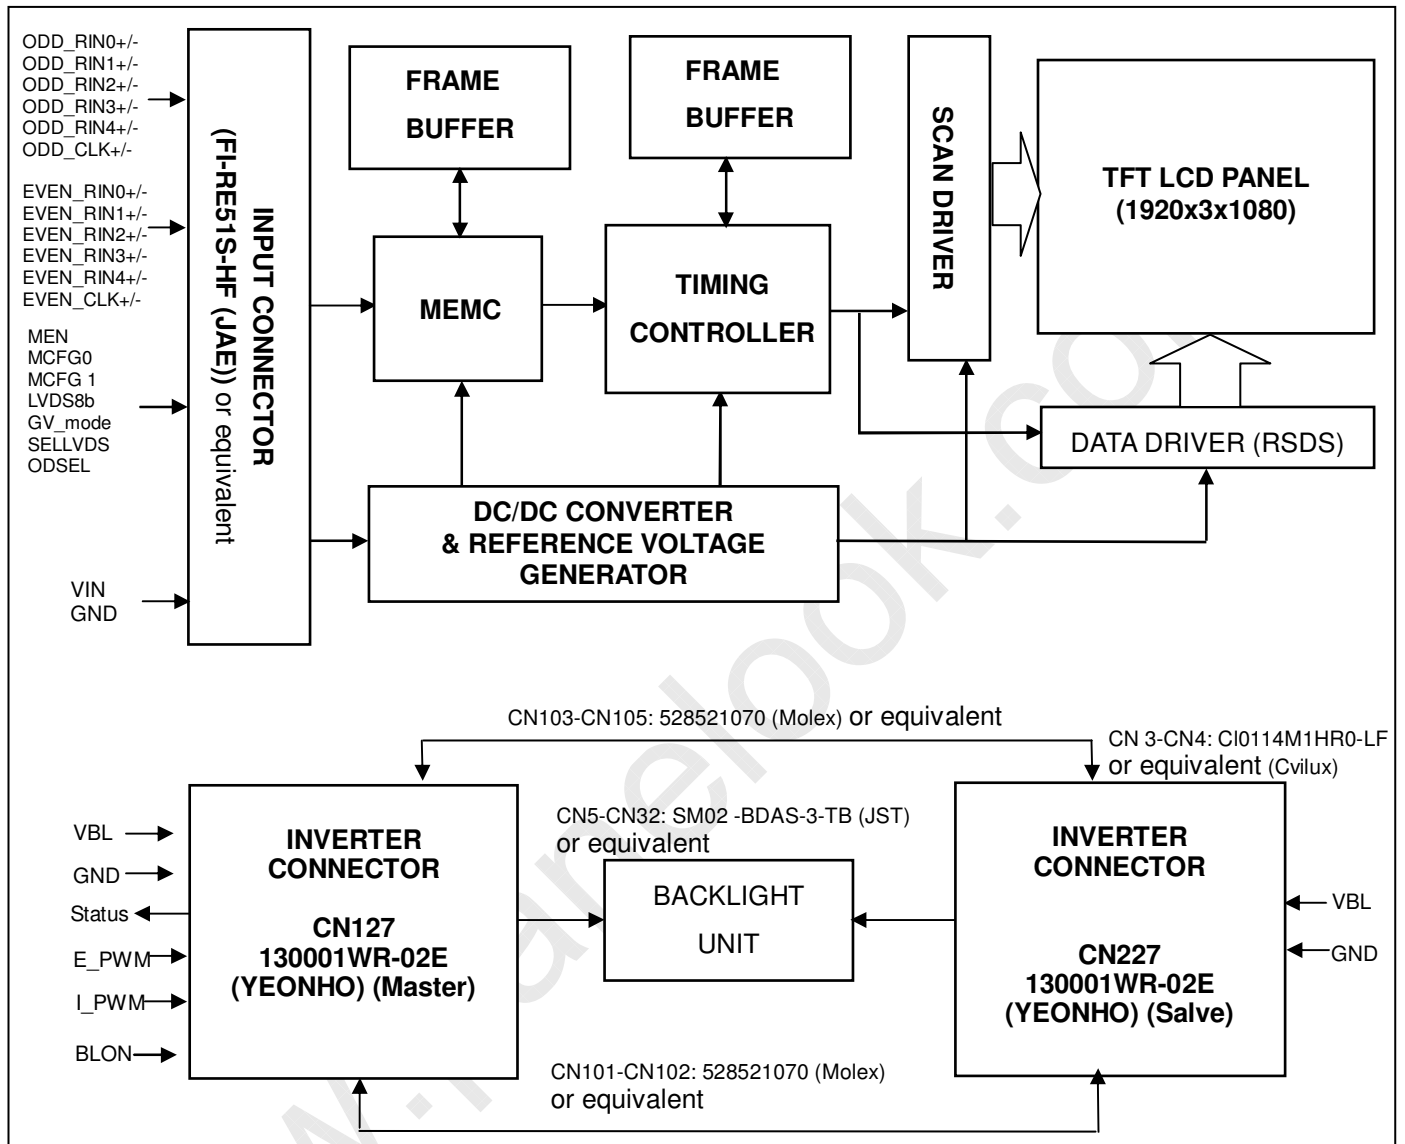 ODD_RIN0+/-
ODD_RIN1+/-
ODD_RIN2+/-
ODD_RIN3+/-
ODD_RIN4+/-
ODD_CLK+/-
EVEN_RIN0+/-
EVEN_RIN1+/-
EVEN_RIN2+/-
EVEN_RIN3+/-
EVEN_RIN4+/-
EVEN_CLK+/-
MEN
MCFG0
MCFG 1
LVDS8b
GV_mode
SELLVDS
ODSEL
VIN
GND
INPUT CONNECTOR
(FI-RE51S-HF (JAE)) or equivalent
FRAME
BUFFER
MEMC
FRAME
BUFFER
TIMING
CONTROLLER
DC/DC CONVERTER
& REFERENCE VOLTAGE
GENERATOR
SCAN DRIVER
TFT LCD PANEL
(1920x3x1080)
DATA DRIVER (RSDS)
CN103-CN105: 528521070 (Molex) or equivalent
CN 3-CN4: CI0114M1HR0-LF
or equivalent (Cvilux)
VBL
GND
Status
E_PWM
I_PWM
BLON
INVERTER
CONNECTOR
CN127
130001WR-02E
(YEONHO) (Master)
CN5-CN32: SM02 -BDAS-3-TB (JST)
or equivalent
BACKLIGHT
UNIT
INVERTER
CONNECTOR
CN227
130001WR-02E
(YEONHO) (Salve)
VBL
GND
CN101-CN102: 528521070 (Molex)
or equivalent
w.panelook.com